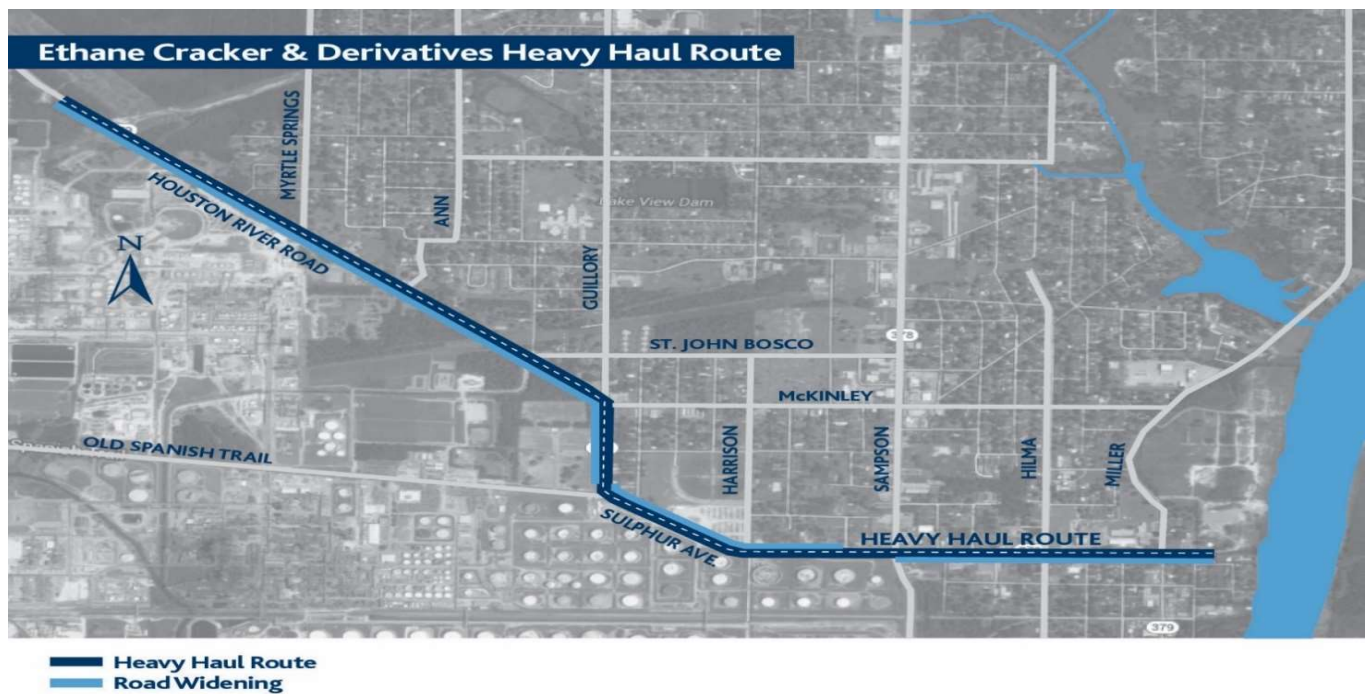 Ethane Cracker & Derivatives Heavy Haul Route
MYRTLE SPRINGS
HOUSTON RIVER ROAD
ANN
Lake View Dam
N
GUILLORY
ST. JOHN BOSCO
378
McKINLEY
OLD SPANISH TRAIL
HARRISON
SAMPSON
HILMA
MILLER
SULPHUR AVE.
HEAVY HAUL ROUTE
379
Heavy Haul Route
Road Widening